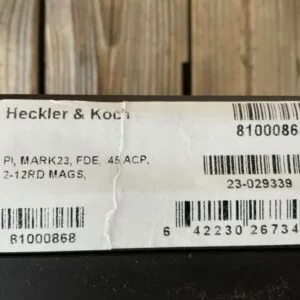 Heckler & Koch
81000868
PI, MARK23, FDE, .45 ACP,
2-12RD MAGS,
23-029339
81000868
6 42230 26734